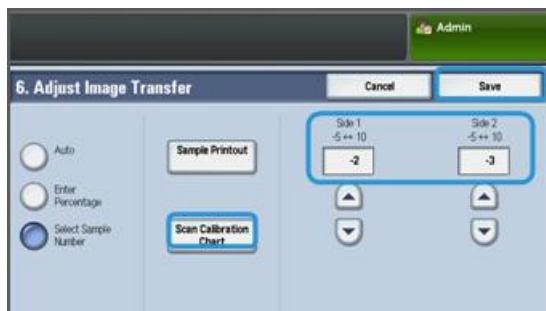 Admin
6. Adjust Image Transfer
Cancel
Save
Auto
Enter
Percentage
Select Sample
Number
Sample Printout
Scan Calibration
Chart
Side 1
-5 ↔ 10
-2
Side 2
-5 ↔ 10
-3